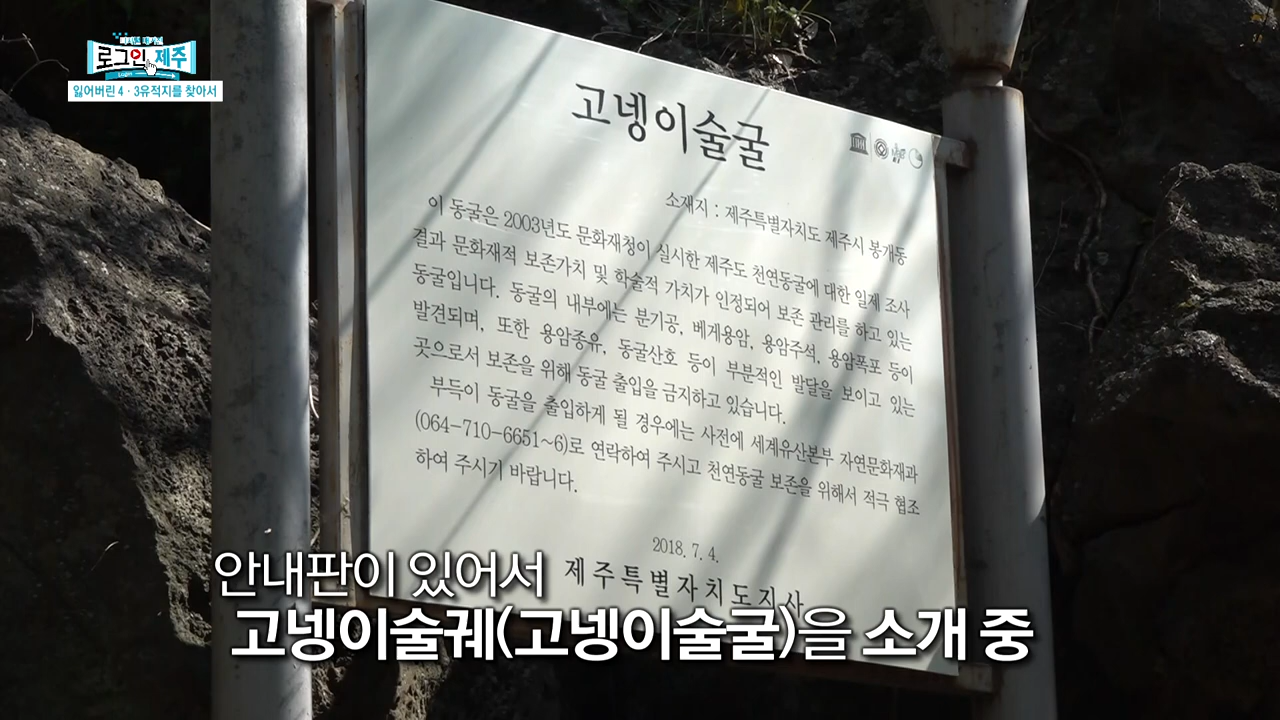 로그인 제주
Login
잃어버린 4·3유적지를 찾아서
고넹이술굴
소재지 : 제주특별자치도 제주시 봉개동
이 동굴은 2003년도 문화재청이 실시한 제주도 천연동굴에 대한 일제 조사
결과 문화재적 보존가치 및 학술적 가치가 인정되어 보존 관리를 하고 있는
동굴입니다. 동굴의 내부에는 분기공, 베게용암, 용암주석, 용암폭포 등이
발견되며, 또한 용암종유, 동굴산호 등이 부분적인 발달을 보이고 있는
곳으로서 보존을 위해 동굴 출입을 금지하고 있습니다.
부득이 동굴을 출입하게 될 경우에는 사전에 세계유산본부 자연문화재과
(064-710-6651~6)로 연락하여 주시고 천연동굴 보존을 위해서 적극 협조
하여 주시기 바랍니다.
2018. 7. 4.
제주특별자치도지사
안내판이 있어서
고넹이술궤(고넹이술굴)을 소개 중